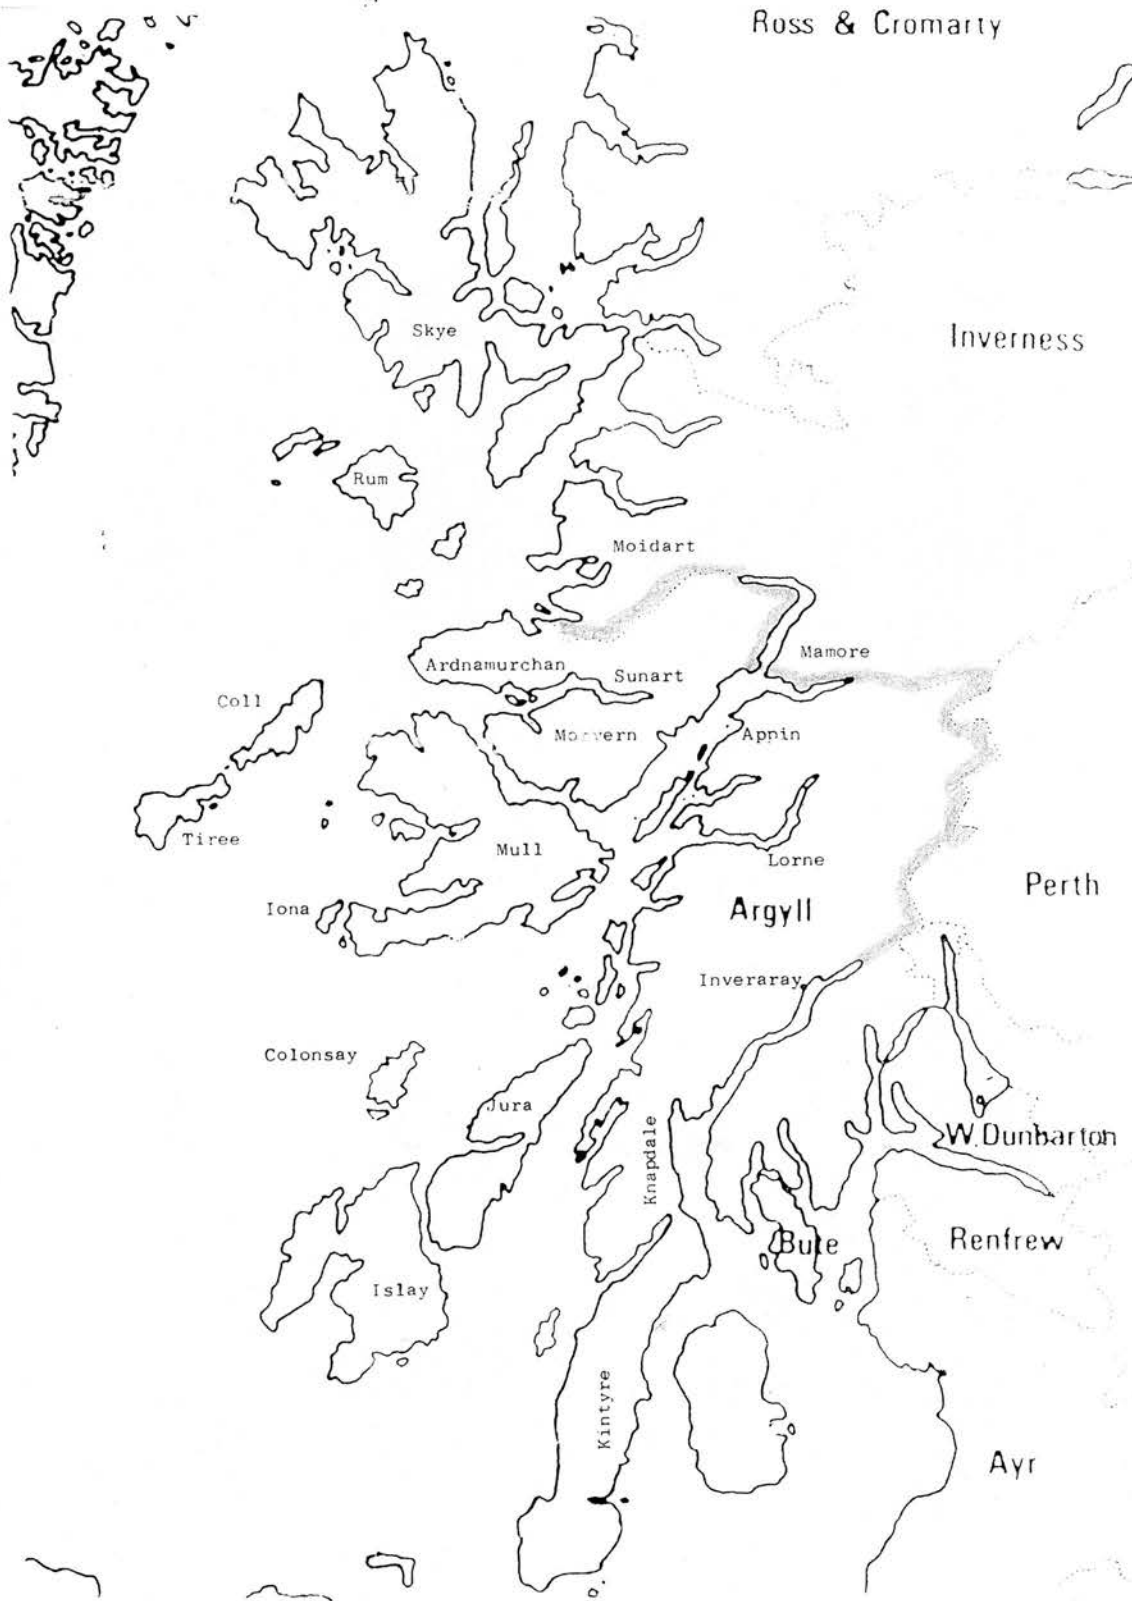 Ross & Cromarty
Skye
Inverness
Rum
Moidart
Mamore
Ardnamurchan
Sunart
Coll
Morvern
Appin
Tiree
Mull
Lorne
Iona
Argyll
Perth
Inveraray
Colonsay
Jura
Knapdale
W. Dunbarton
Bute
Renfrew
Islay
Kintyre
Ayr